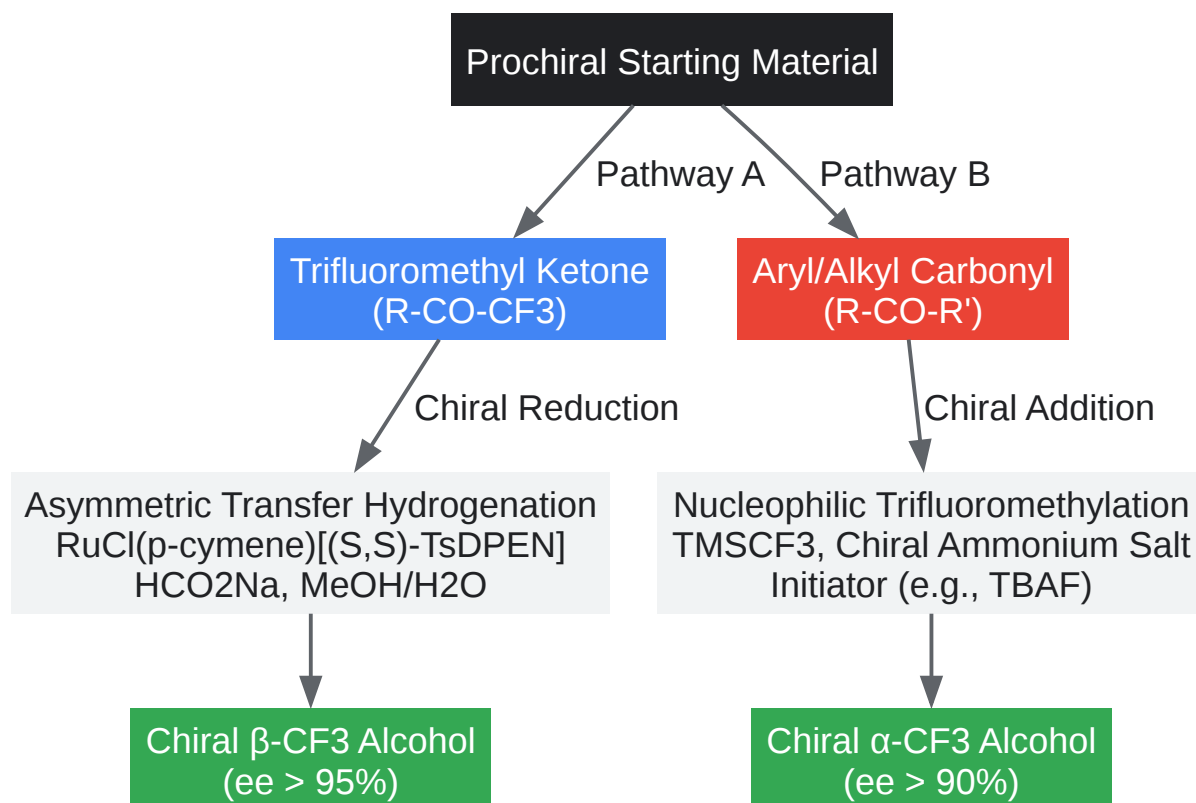 Prochiral Starting Material
Pathway A
Pathway B
Trifluoromethyl Ketone
(R-CO-CF3)
Aryl/Alkyl Carbonyl
(R-CO-R')
Chiral Reduction
Chiral Addition
Asymmetric Transfer Hydrogenation
RuCl(p-cymene)[(S,S)-TsDPEN]
HCO2Na, MeOH/H2O
Nucleophilic Trifluoromethylation
TMSCF3, Chiral Ammonium Salt
Initiator (e.g., TBAF)
Chiral β-CF3 Alcohol
(ee > 95%)
Chiral α-CF3 Alcohol
(ee > 90%)